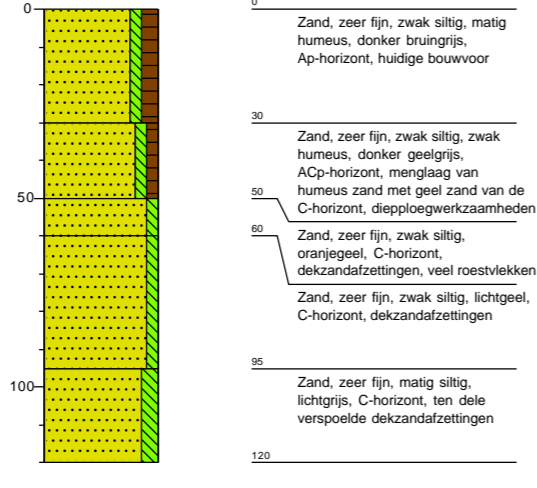 0
50
100
0
Zand, zeer fijn, zwak siltig, matig
humeus, donker bruingrijs,
Ap-horizont, huidige bouwvoor
30
Zand, zeer fijn, zwak siltig, zwak
humeus, donker geelgrijs,
ACp-horizont, menglaag van
humeus zand met geel zand van de
C-horizont, diepploegwerkzaamheden
50
Zand, zeer fijn, zwak siltig,
oranjegeel, C-horizont,
dekzandafzettingen, veel roestvlekken
60
Zand, zeer fijn, zwak siltig, lichtgeel,
C-horizont, dekzandafzettingen
95
Zand, zeer fijn, matig siltig,
lichtgrijs, C-horizont, ten dele
verspoelde dekzandafzettingen
120